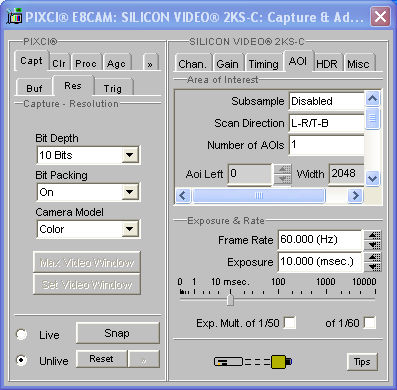 PIXCI® E8CAM: SILICON VIDEO® 2KS-C: Capture & Ad...
PIXCI®
Capt Clr Proc Agc »
Buf Res Trig
Capture - Resolution
Bit Depth
10 Bits
Bit Packing
On
Camera Model
Color
Max Video Window
Set Video Window
Live Snap
Unlive Reset »
SILICON VIDEO® 2KS-C
Chan. Gain Timing AOI HDR Misc
Area of Interest
Subsample Disabled
Scan Direction L-R/T-B
Number of AOIs 1
Aoi Left 0 Width 2048
Exposure & Rate
Frame Rate 60.000 (Hz)
Exposure 10.000 (msec.)
0 1 10 msec. 100 1000
Exp. Mult. of 1/50 of 1/60
Tips